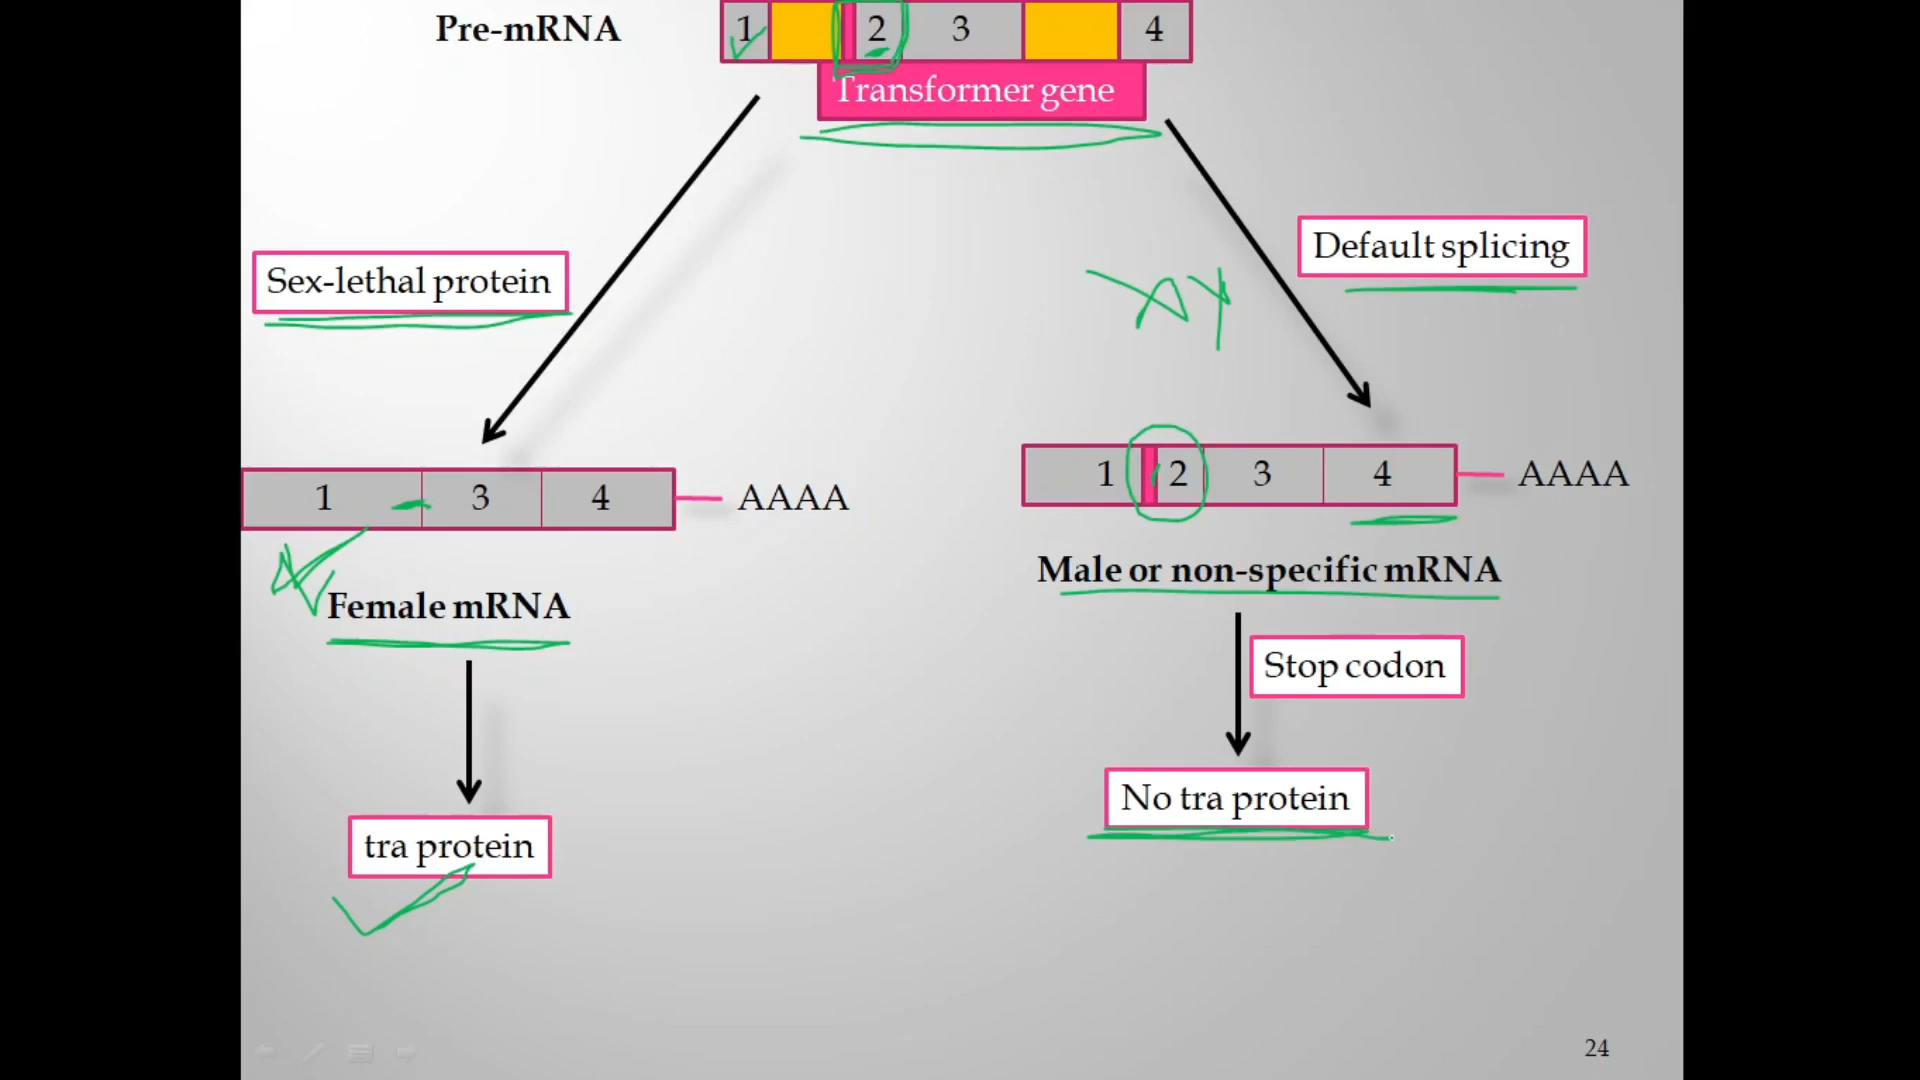 Pre-mRNA
1 2 3 4
Transformer gene
Sex-lethal protein
Default splicing
XY
1 3 4 AAAA
1 2 3 4 AAAA
Female mRNA
Male or non-specific mRNA
Stop codon
No tra protein
tra protein
24